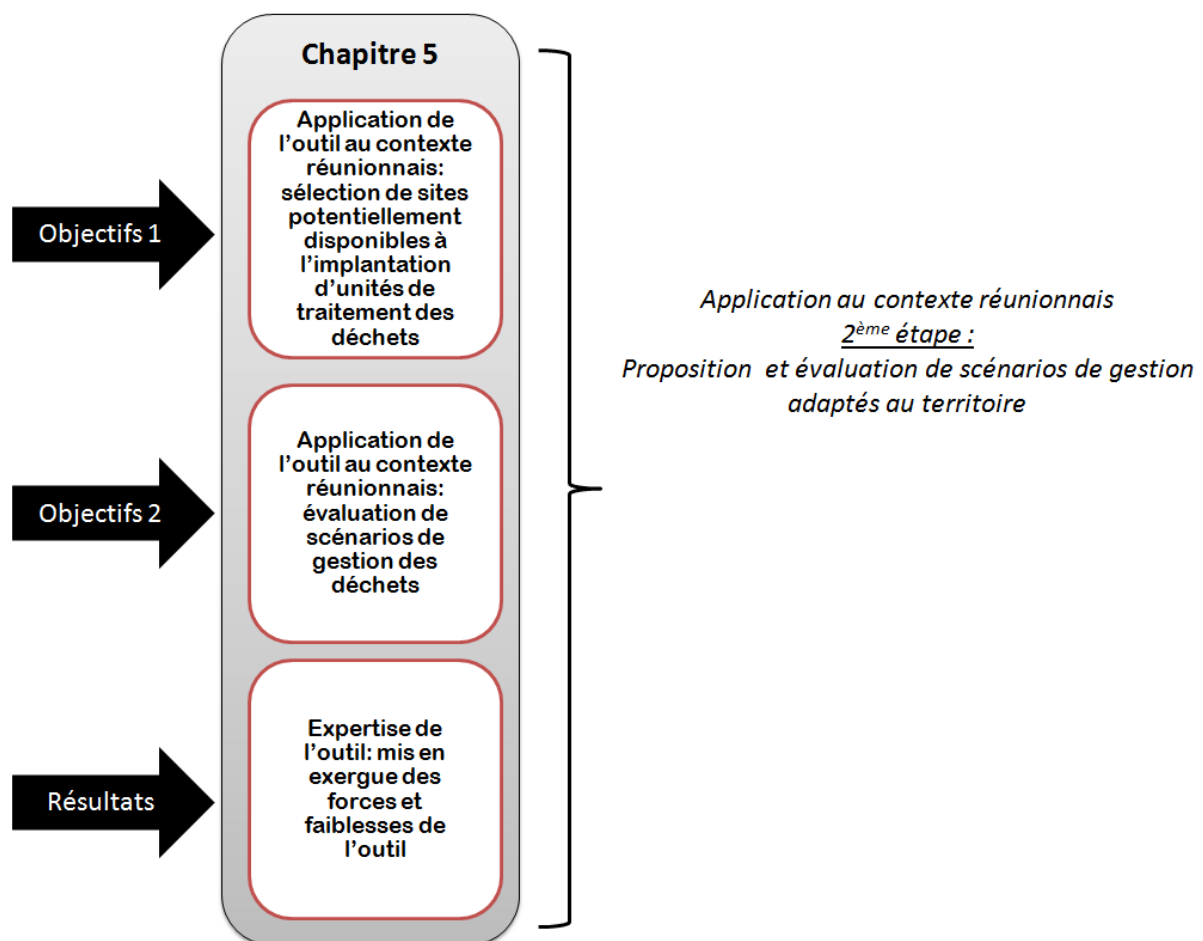 Chapitre 5
Objectifs 1
Application de
l'outil au contexte
réunionnais:
sélection de sites
potentiellement
disponibles à
l'implantation
d'unités de
traitement des
déchets
Objectifs 2
Application de
l'outil au contexte
réunionnais:
évaluation de
scénarios de
gestion des
déchets
Résultats
Expertise de
l'outil: mis en
exergue des
forces et
faiblesses de
l'outil
Application au contexte réunionnais
2ème étape :
Proposition et évaluation de scénarios de gestion
adaptés au territoire